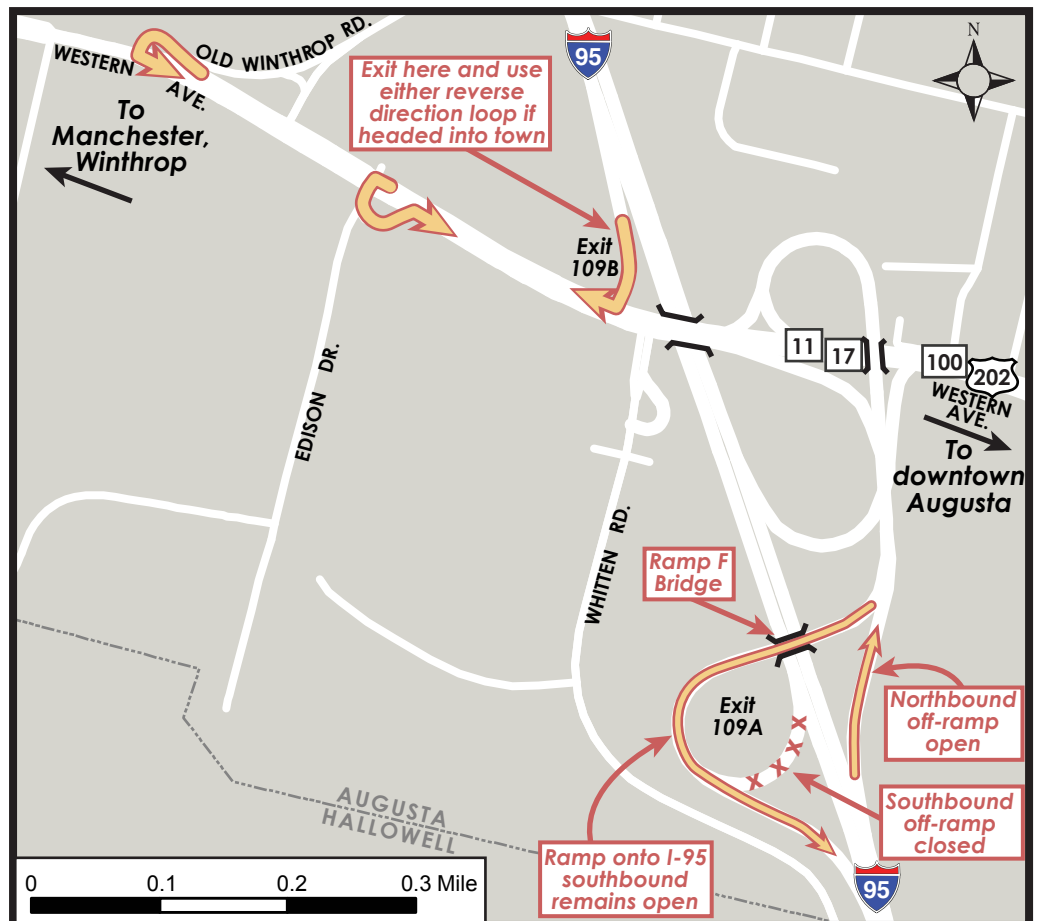 OLD WINTHROP RD.
WESTERN
AVE.
To
Manchester,
Winthrop
Exit here and use
either reverse
direction loop if
headed into town
95
N
Exit
109B
11
17
100
202
WESTERN
AVE.
To
downtown
Augusta
EDISON DR.
WHITTEN RD.
Ramp F
Bridge
Exit
109A
Northbound
off-ramp
open
Southbound
off-ramp
closed
AUGUSTA
HALLOWELL
Ramp onto I-95
southbound
remains open
95
0 0.1 0.2 0.3 Mile